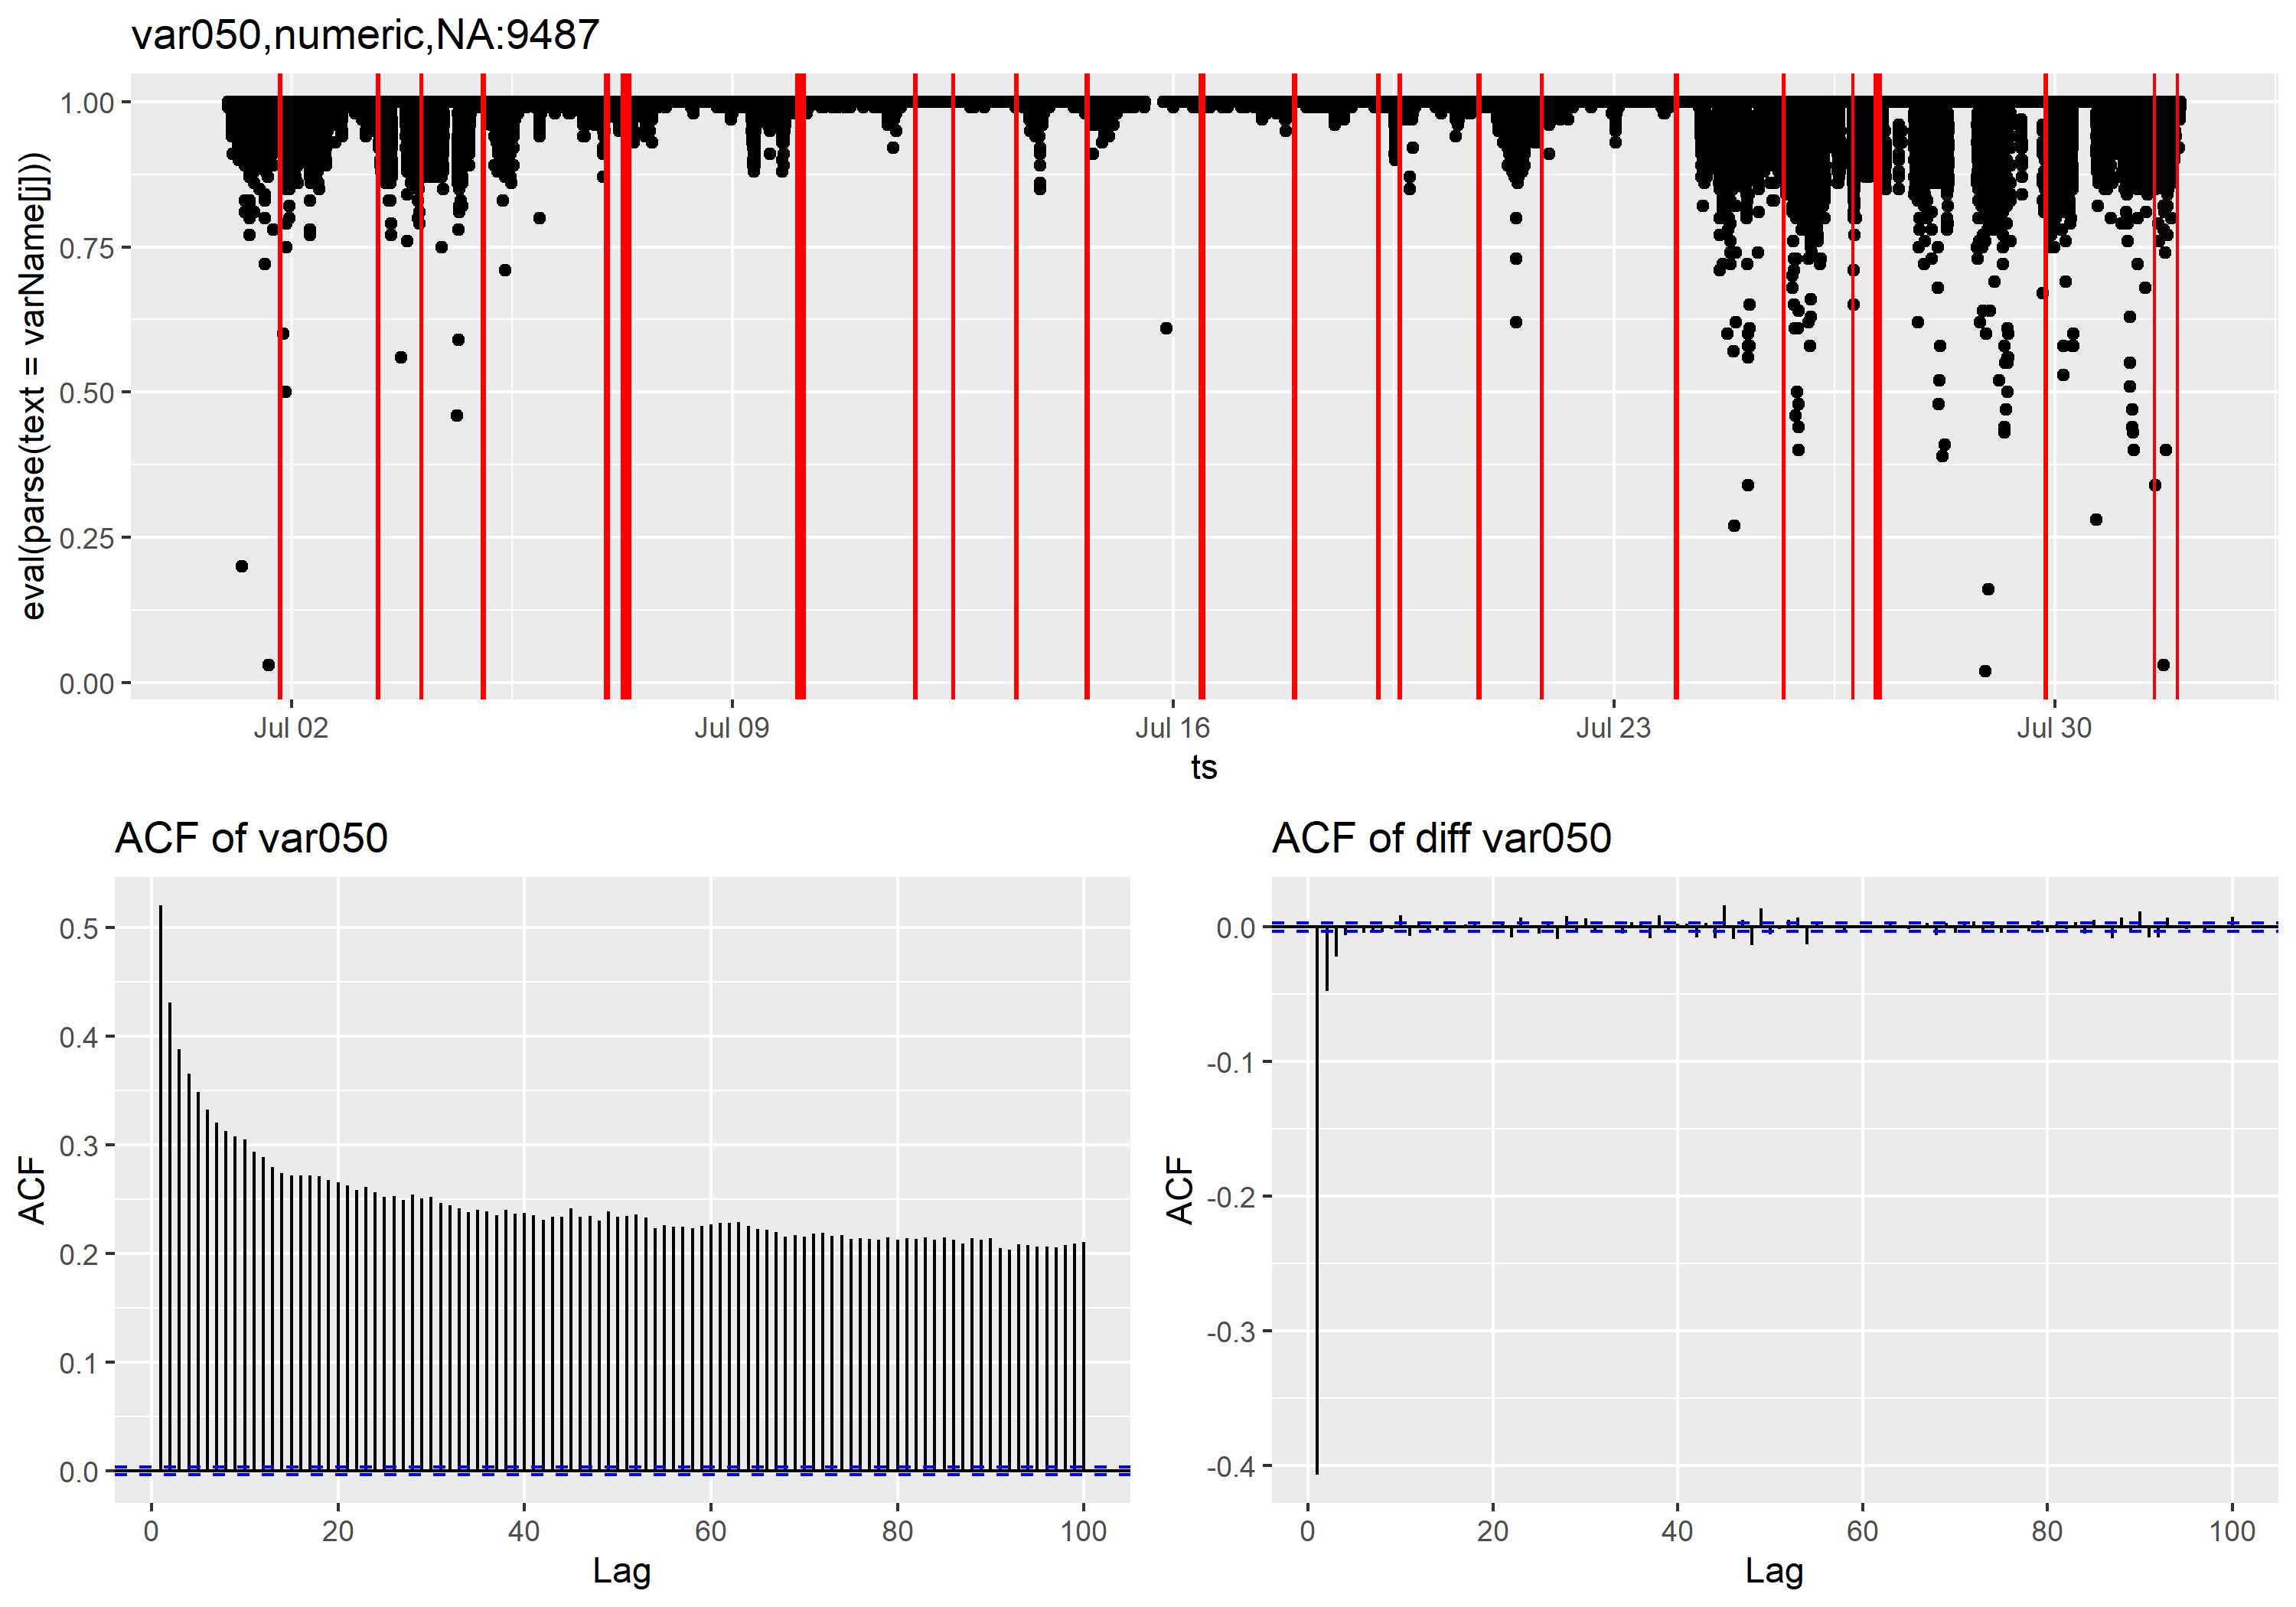 var050,numeric,NA:9487
eval(parse(text = varName[j]))
1.00
0.75
0.50
0.25
0.00
Jul 02
Jul 09
Jul 16
Jul 23
Jul 30
ts
ACF of var050
ACF
0.5
0.4
0.3
0.2
0.1
0.0
0
20
40
60
80
100
Lag
ACF of diff var050
ACF
0.0
-0.1
-0.2
-0.3
-0.4
0
20
40
60
80
100
Lag